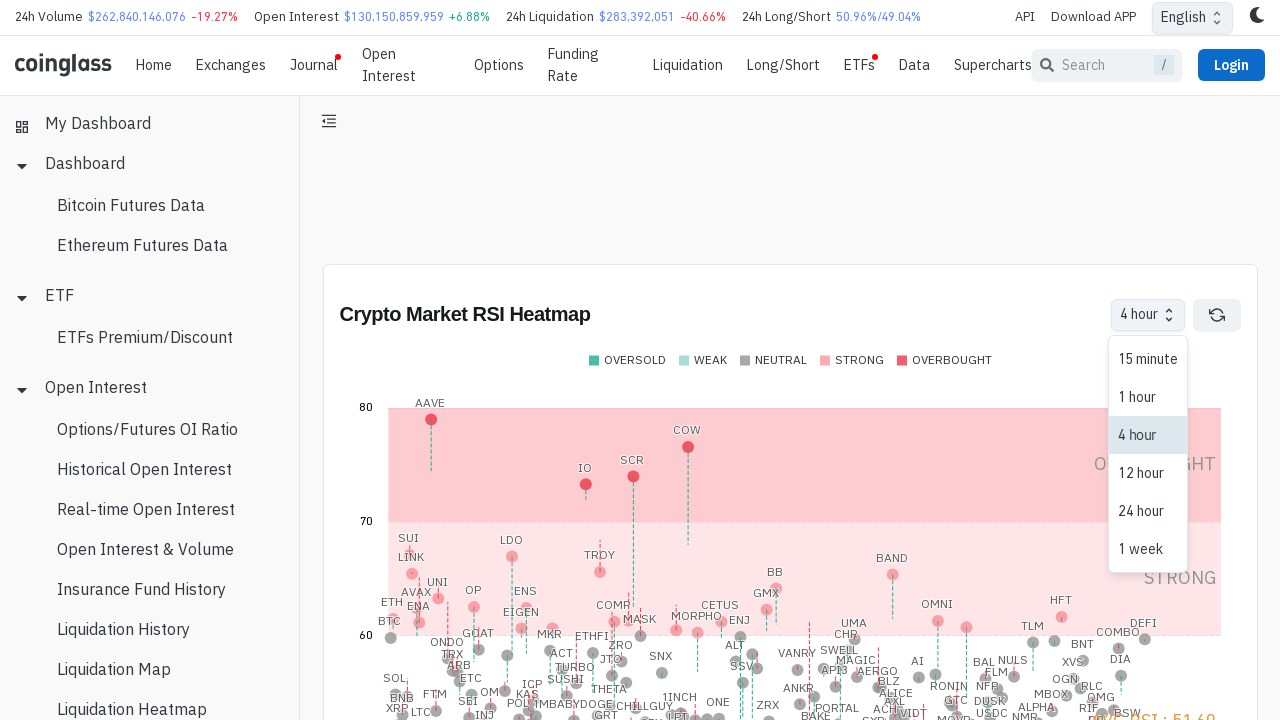 24h Volume $262,840,146,076 -19.27% Open Interest $130,150,859,959 +6.88% 24h Liquidation $283,392,051 -40.66% 24h Long/Short 50.96%/49.04% API Download APP English
coinglass Home Exchanges Journal Open Interest Options Funding Rate Liquidation Long/Short ETFs Data Supercharts Search / Login
My Dashboard
Dashboard
Bitcoin Futures Data
Ethereum Futures Data
ETF
ETFs Premium/Discount
Open Interest
Options/Futures OI Ratio
Historical Open Interest
Real-time Open Interest
Open Interest & Volume
Insurance Fund History
Liquidation History
Liquidation Map
Liquidation Heatmap
Crypto Market RSI Heatmap
4 hour
15 minute
1 hour
4 hour
12 hour
24 hour
1 week
OVERSOLD WEAK NEUTRAL STRONG OVERBOUGHT
80
AAVE
COW
SCR
IO
70
SUI
LDO
LINK
TROY
BAND
STRONG
BB
UNI
AVAX
OP
ENS
GMX
ETH
ENA
COMP
CETUS
OMNI
HFT
EIGEN
MORPHO
BTC
MASK
ENJ
UMA
TLM
DEFI
60
GOAT
MKR
ETHFI
CHR
COMBO
ONDO
ZRO
ALT
BNT
TRX
ACT
JTO
SNX
VANRY
SWELL
MAGIC
AI
BAL
NULS
XVS
DIA
ARB
TURBO
SSV
API3
AERGO
FLM
SOL
ETC
SUSHI
BLZ
OGN
ICP
THETA
ANKR
RONIN
NFP
RLC
BNB
FTM
OM
KAS
1INCH
ALICE
MBOX
QMG
SEI
POL
MBABYDOGE
CHILLGUY
ONE
ZRX
PORTAL
GTC
DUSK
ALPHA
RIF
XRP
LTC
INJ
GRT
USDC
BSW
NMR